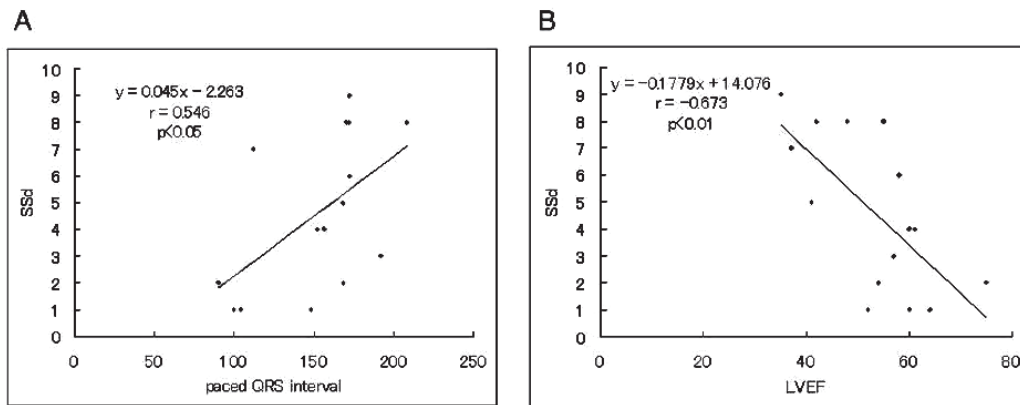 A
B
y = 0.045x - 2.263
r = 0.546
p<0.05
10
9
8
7
6
5
4
3
2
1
0
SSd
0
50
100
150
200
250
paced QRS interval
y = -0.1779x + 14.076
r = -0.673
p<0.01
10
9
8
7
6
5
4
3
2
1
0
SSd
0
20
40
60
80
LVEF